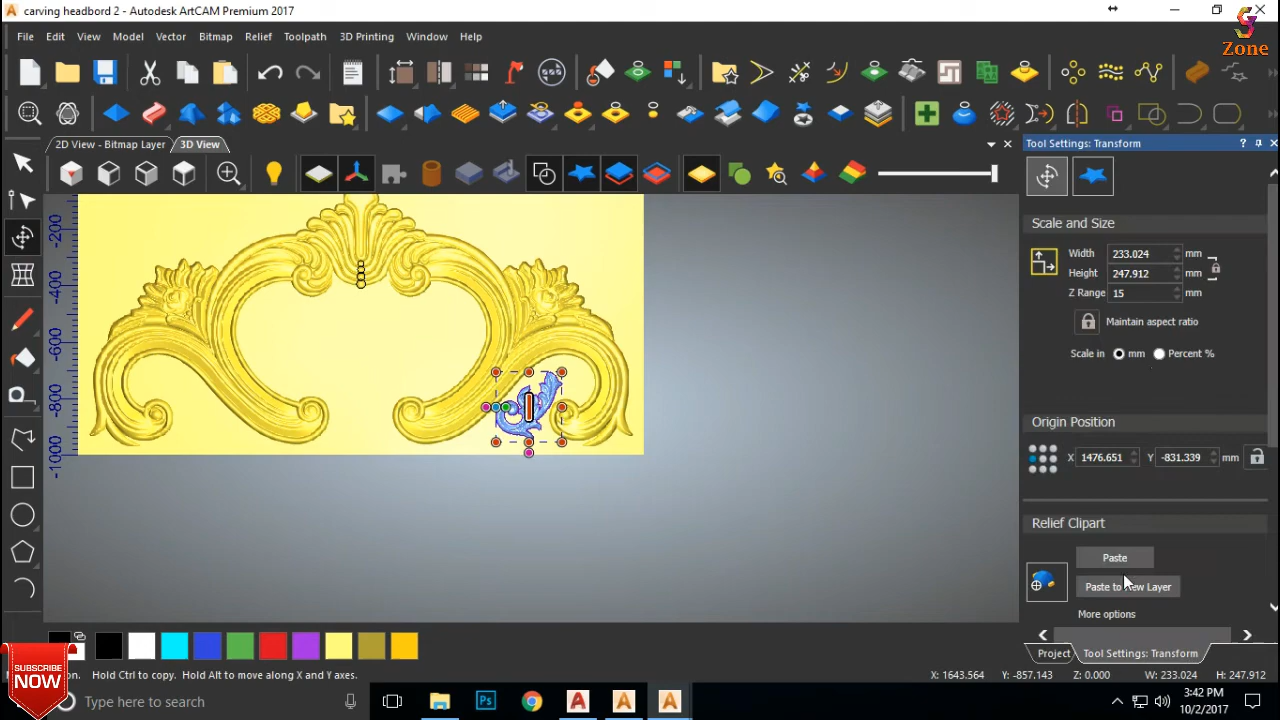 carving headbord 2 - Autodesk ArtCAM Premium 2017
Zone
File Edit View Model Vector Bitmap Relief Toolpath 3D Printing Window Help
2D View - Bitmap Layer 3D View
Tool Settings: Transform
Scale and Size
Width 233.024 mm
Height 247.912 mm
Z Range 15 mm
Maintain aspect ratio
Scale in mm Percent %
Origin Position
X 1476.651 Y -831.339 mm
Relief Clipart
Paste
Paste to New Layer
More options
-200
-400
-600
-800
-1000
Project Tool Settings: Transform
SUBSCRIBE
NOW
Hold Ctrl to copy. Hold Alt to move along X and Y axes.
X: 1643.564 Y: -857.143 Z: 0.000 W: 233.024 H: 247.912
Type here to search
3:42 PM
10/2/2017